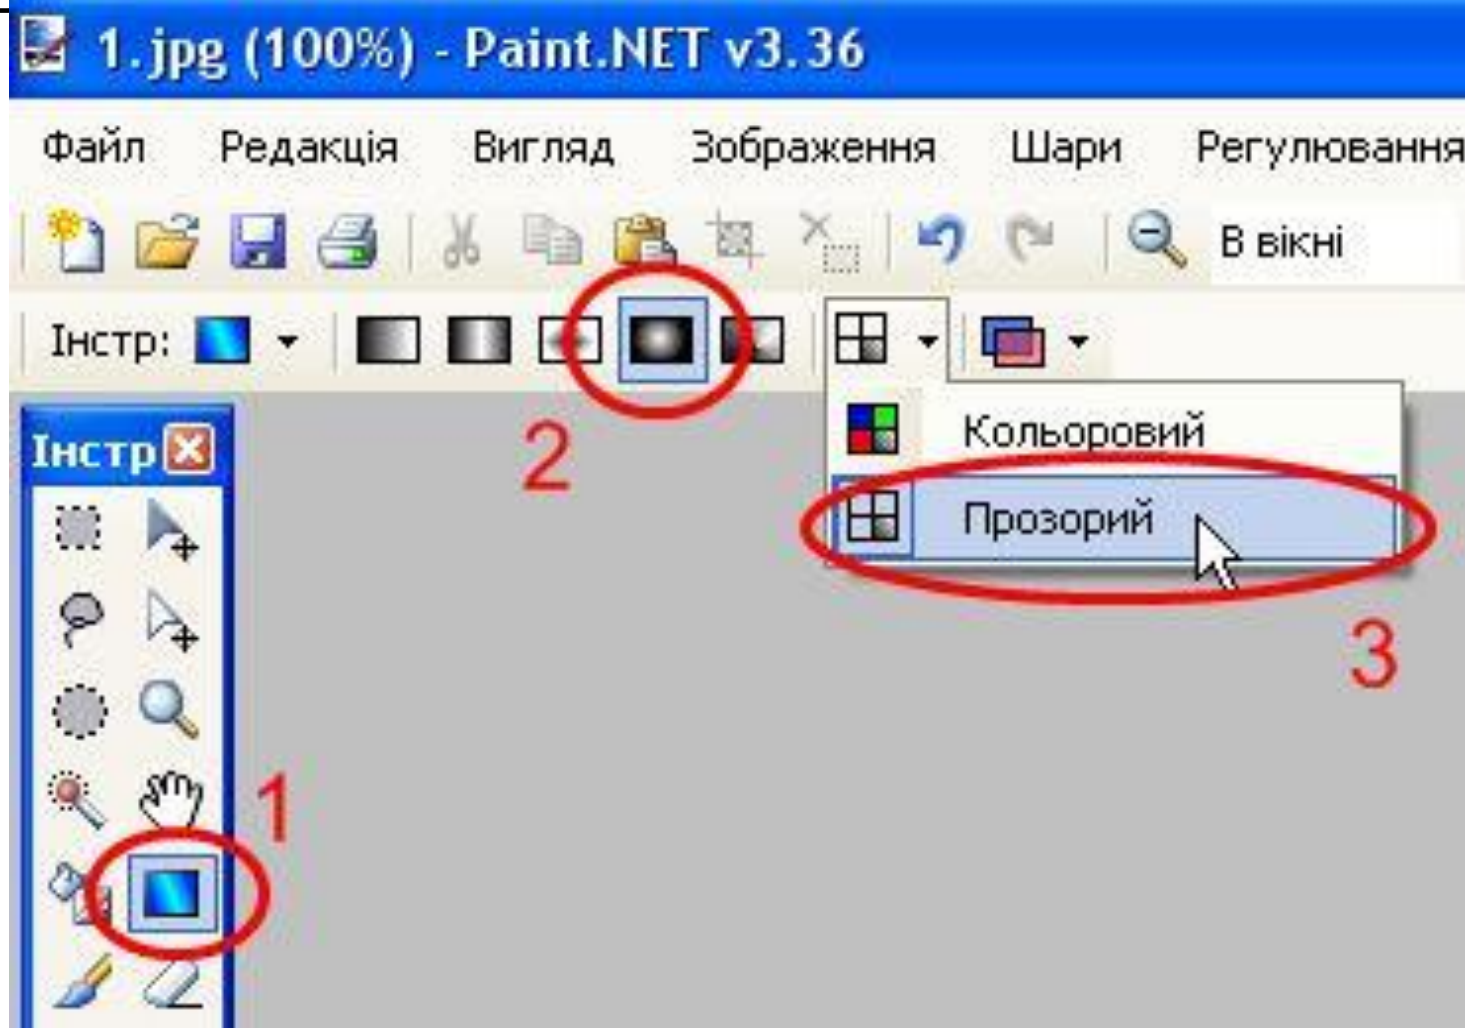 1.jpg (100%) - Paint.NET v3.36
Файл Редакція Вигляд Зображення Шари Регулювання
В вікні
Інстр:
2
Кольоровий
Інстр
Прозорий
3
1